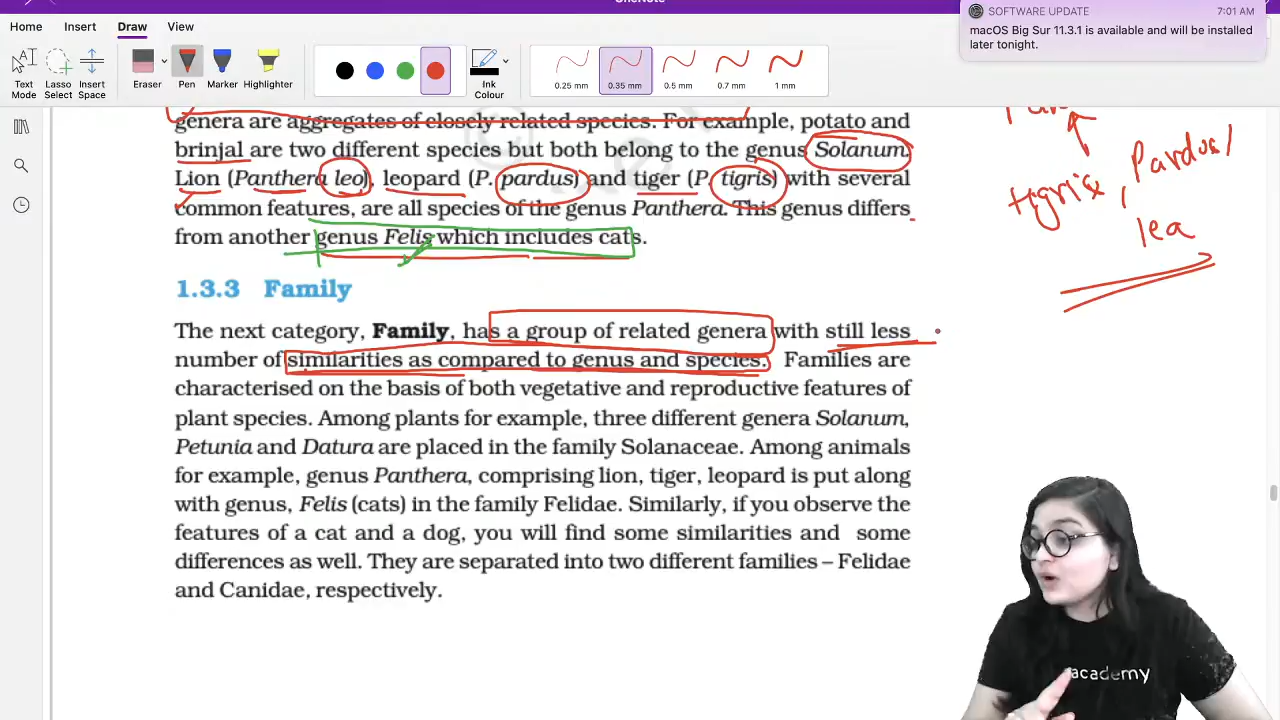 OneNote
Home Insert Draw View
SOFTWARE UPDATE 7:01 AM
macOS Big Sur 11.3.1 is available and will be installed
later tonight.
Text Mode
Lasso Select
Insert Space
Eraser
Pen
Marker
Highlighter
Ink Colour
0.25 mm
0.35 mm
0.5 mm
0.7 mm
1 mm
genera are aggregates of closely related species. For example, potato and
brinjal are two different species but both belong to the genus Solanum.
Lion (Panthera leo), leopard (P. pardus) and tiger (P. tigris) with several
common features, are all species of the genus Panthera. This genus differs
from another genus Felis which includes cats.
tigris
Pardus
lea
1.3.3 Family
The next category, Family, has a group of related genera with still less
number of similarities as compared to genus and species. Families are
characterised on the basis of both vegetative and reproductive features of
plant species. Among plants for example, three different genera Solanum,
Petunia and Datura are placed in the family Solanaceae. Among animals
for example, genus Panthera, comprising lion, tiger, leopard is put along
with genus, Felis (cats) in the family Felidae. Similarly, if you observe the
features of a cat and a dog, you will find some similarities and some
differences as well. They are separated into two different families – Felidae
and Canidae, respectively.
academy